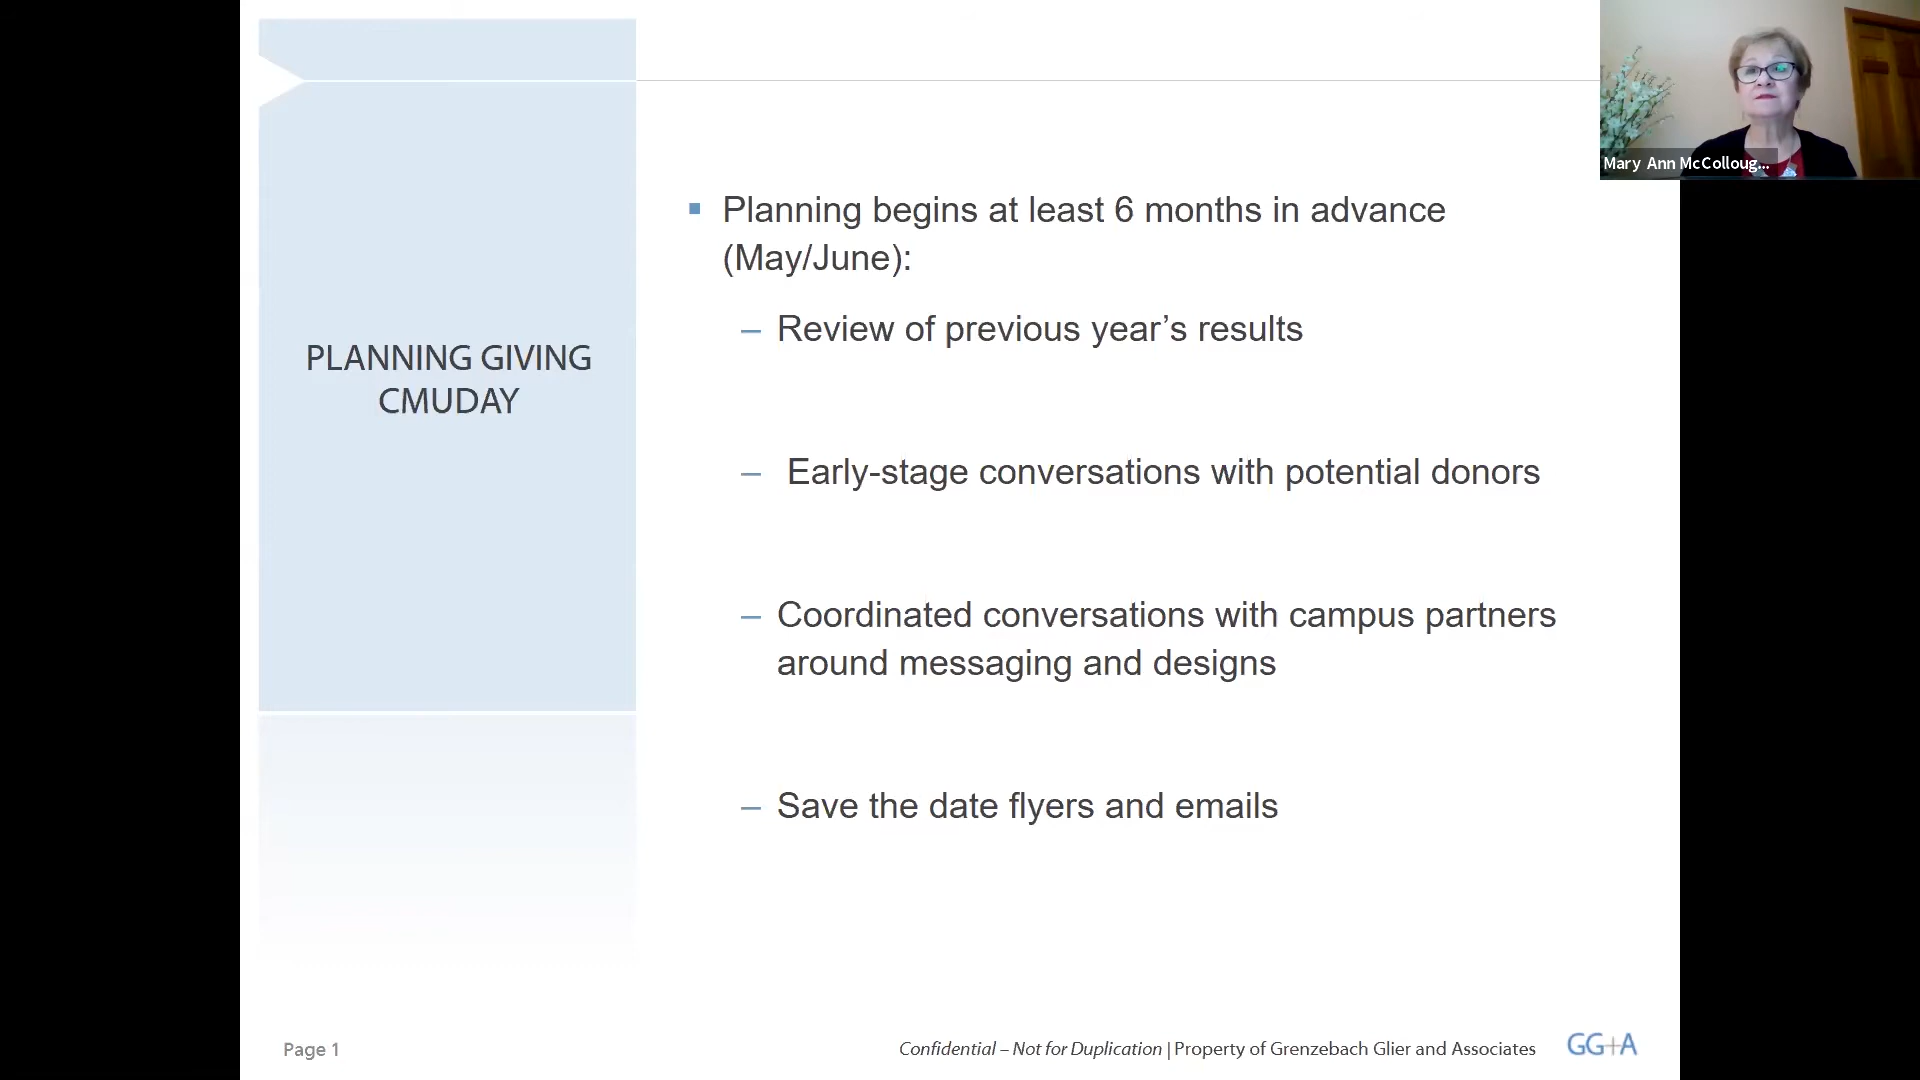 PLANNING GIVING
CMUDAY
▪ Planning begins at least 6 months in advance
(May/June):
– Review of previous year’s results
– Early-stage conversations with potential donors
– Coordinated conversations with campus partners
around messaging and designs
– Save the date flyers and emails
Page 1
Confidential – Not for Duplication | Property of Grenzebach Glier and Associates
GG+A
Mary Ann McColloug...